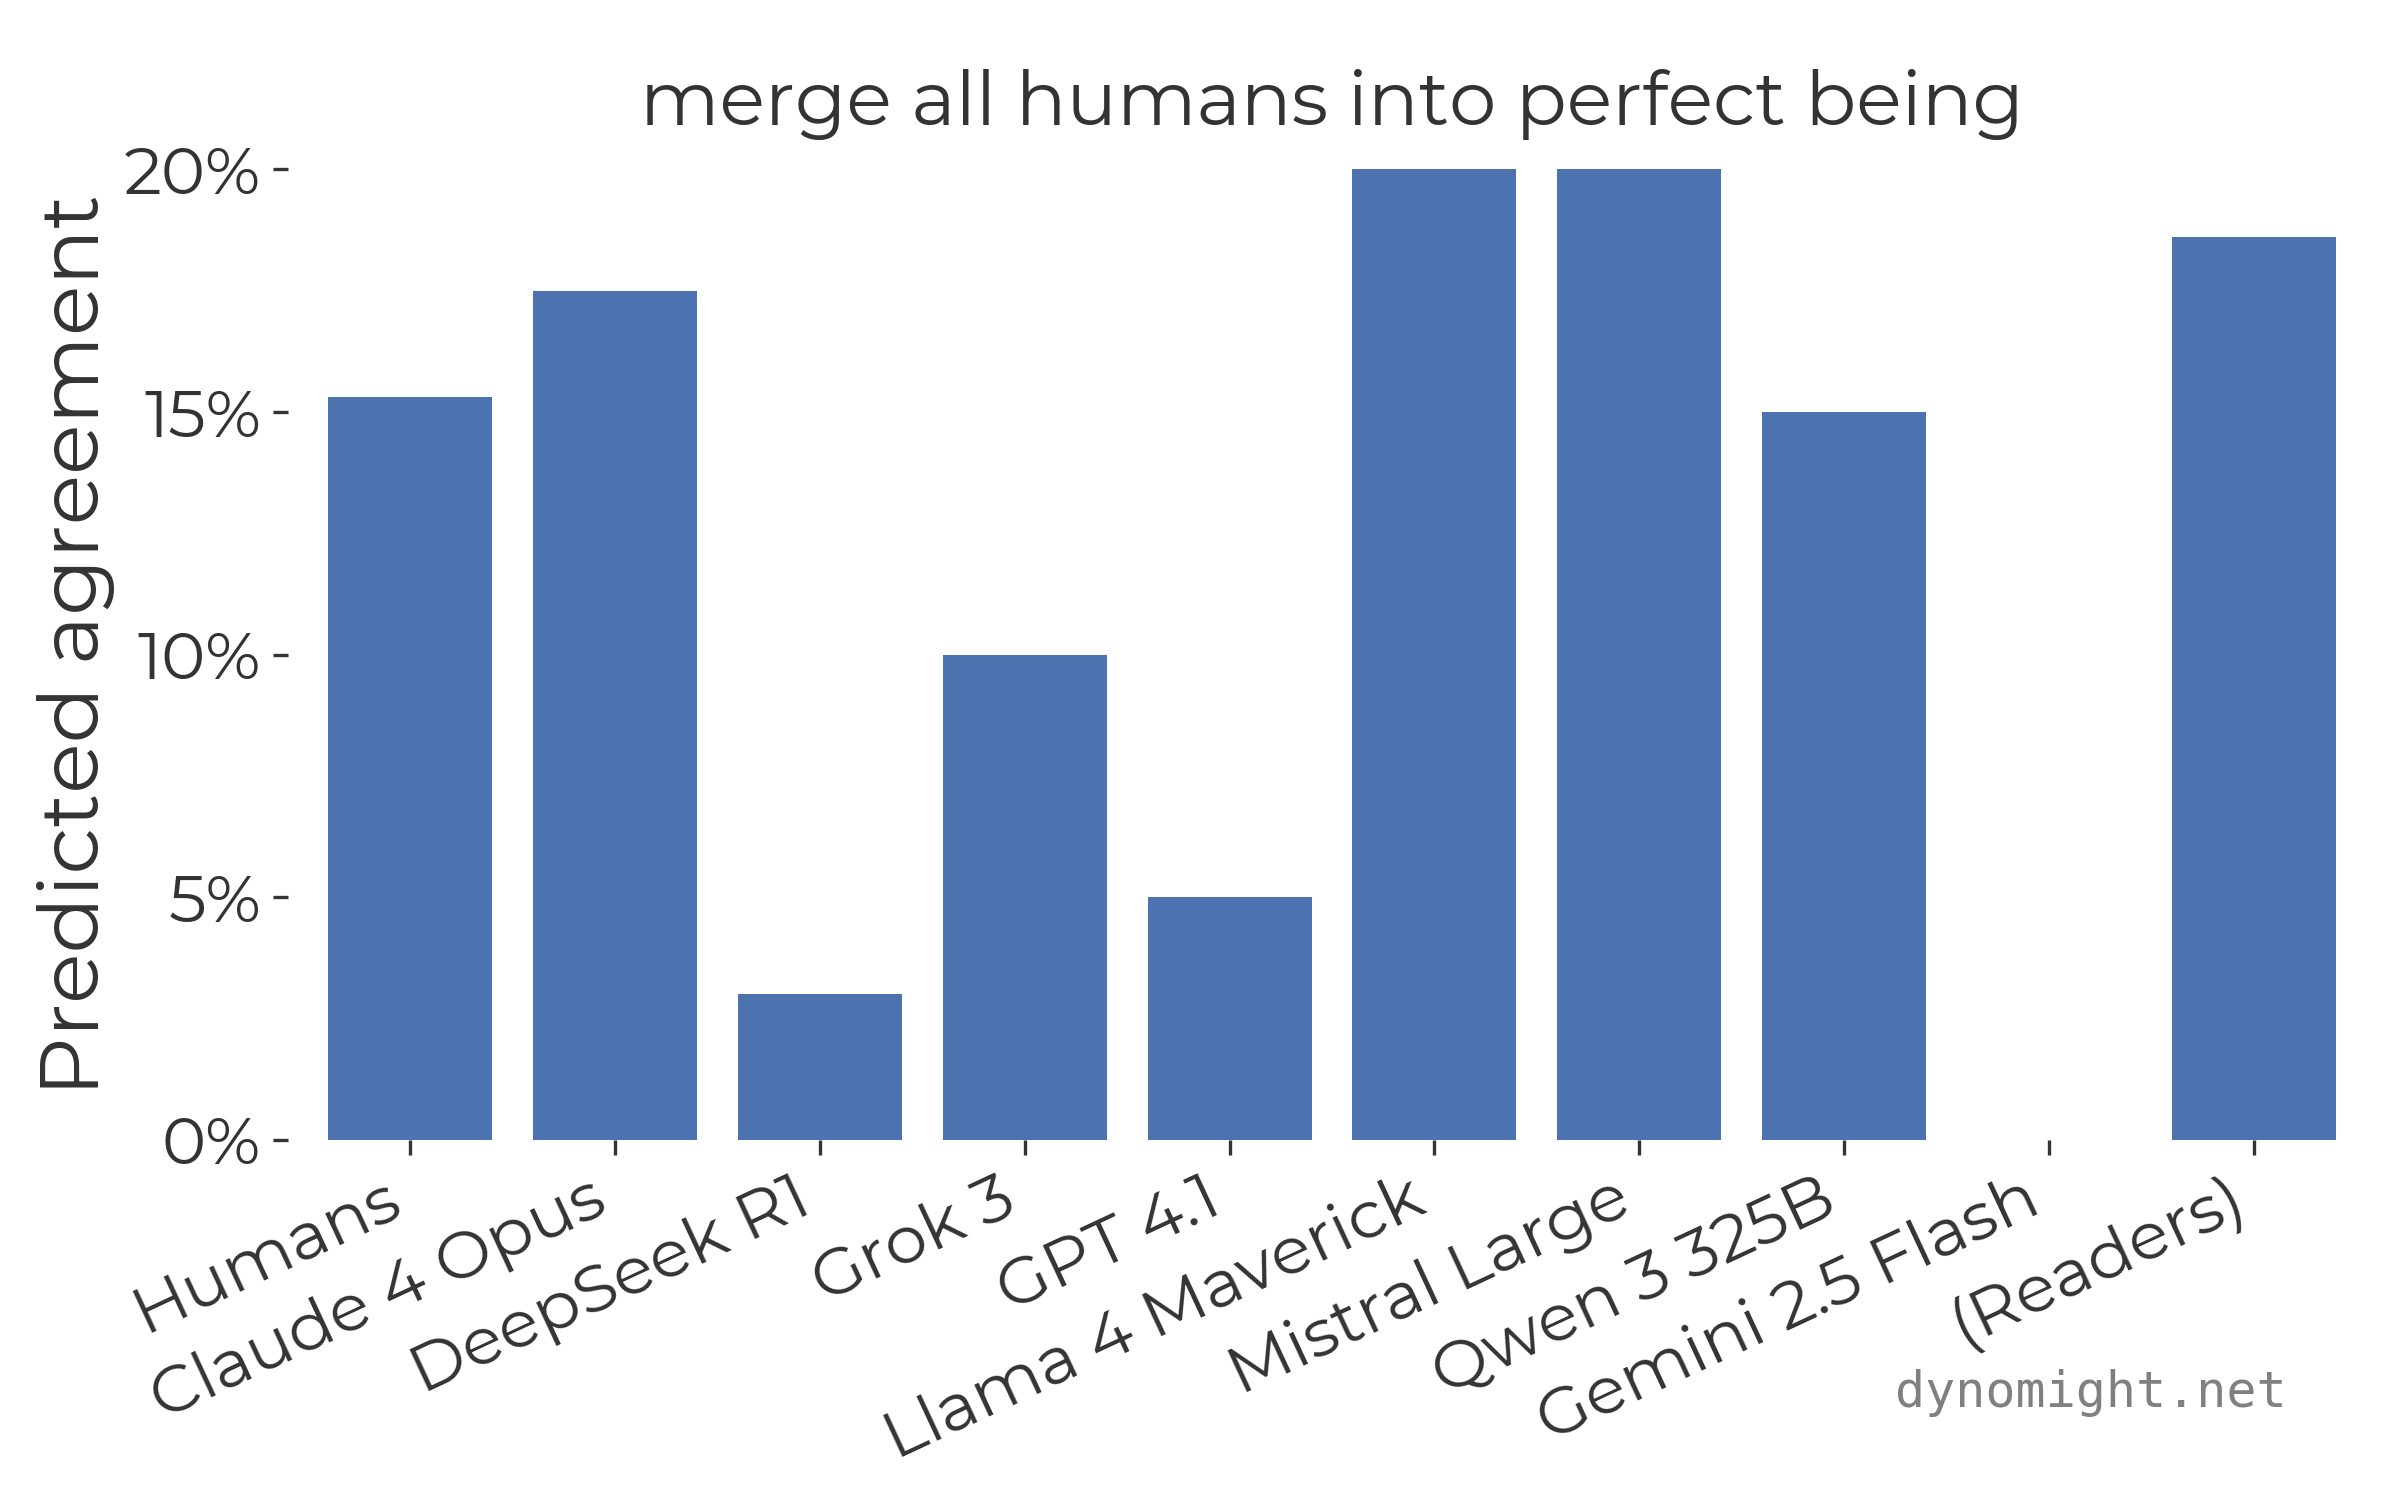 merge all humans into perfect being
Predicted agreement
20%
15%
10%
5%
0%
Humans
Claude 4 Opus
DeepSeek R1
Grok 3
GPT 4.1
Llama 4 Maverick
Mistral Large
Qwen 3 325B
Gemini 2.5 Flash
(Readers)
dynomight.net